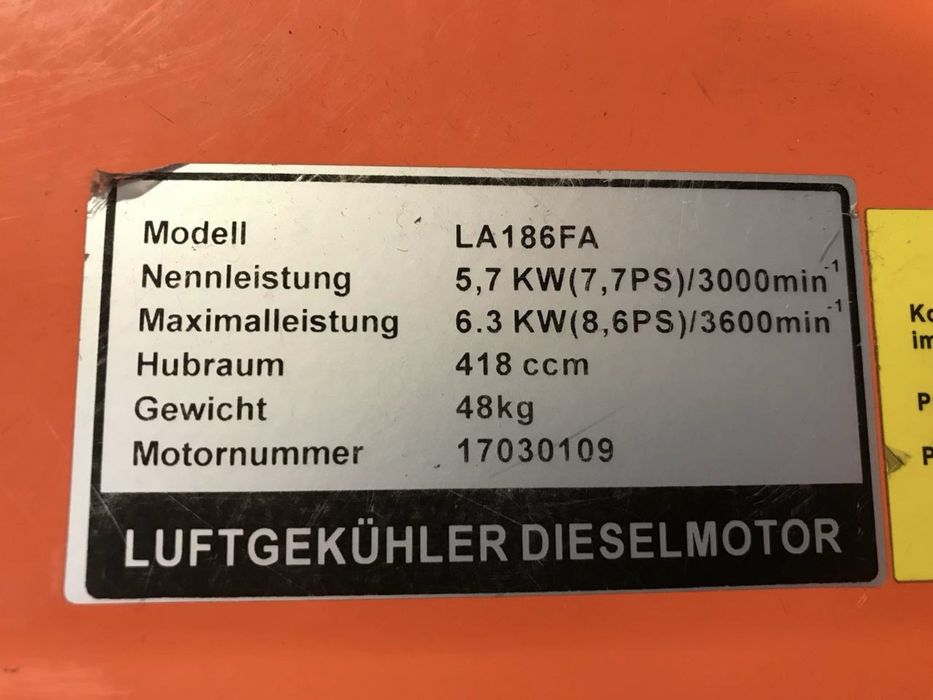 Modell LA186FA
Nennleistung 5,7 KW(7,7PS)/3000min⁻¹
Maximalleistung 6.3 KW(8,6PS)/3600min⁻¹
Hubraum 418 ccm
Gewicht 48kg
Motornummer 17030109
LUFTGEKÜHLER DIESELMOTOR